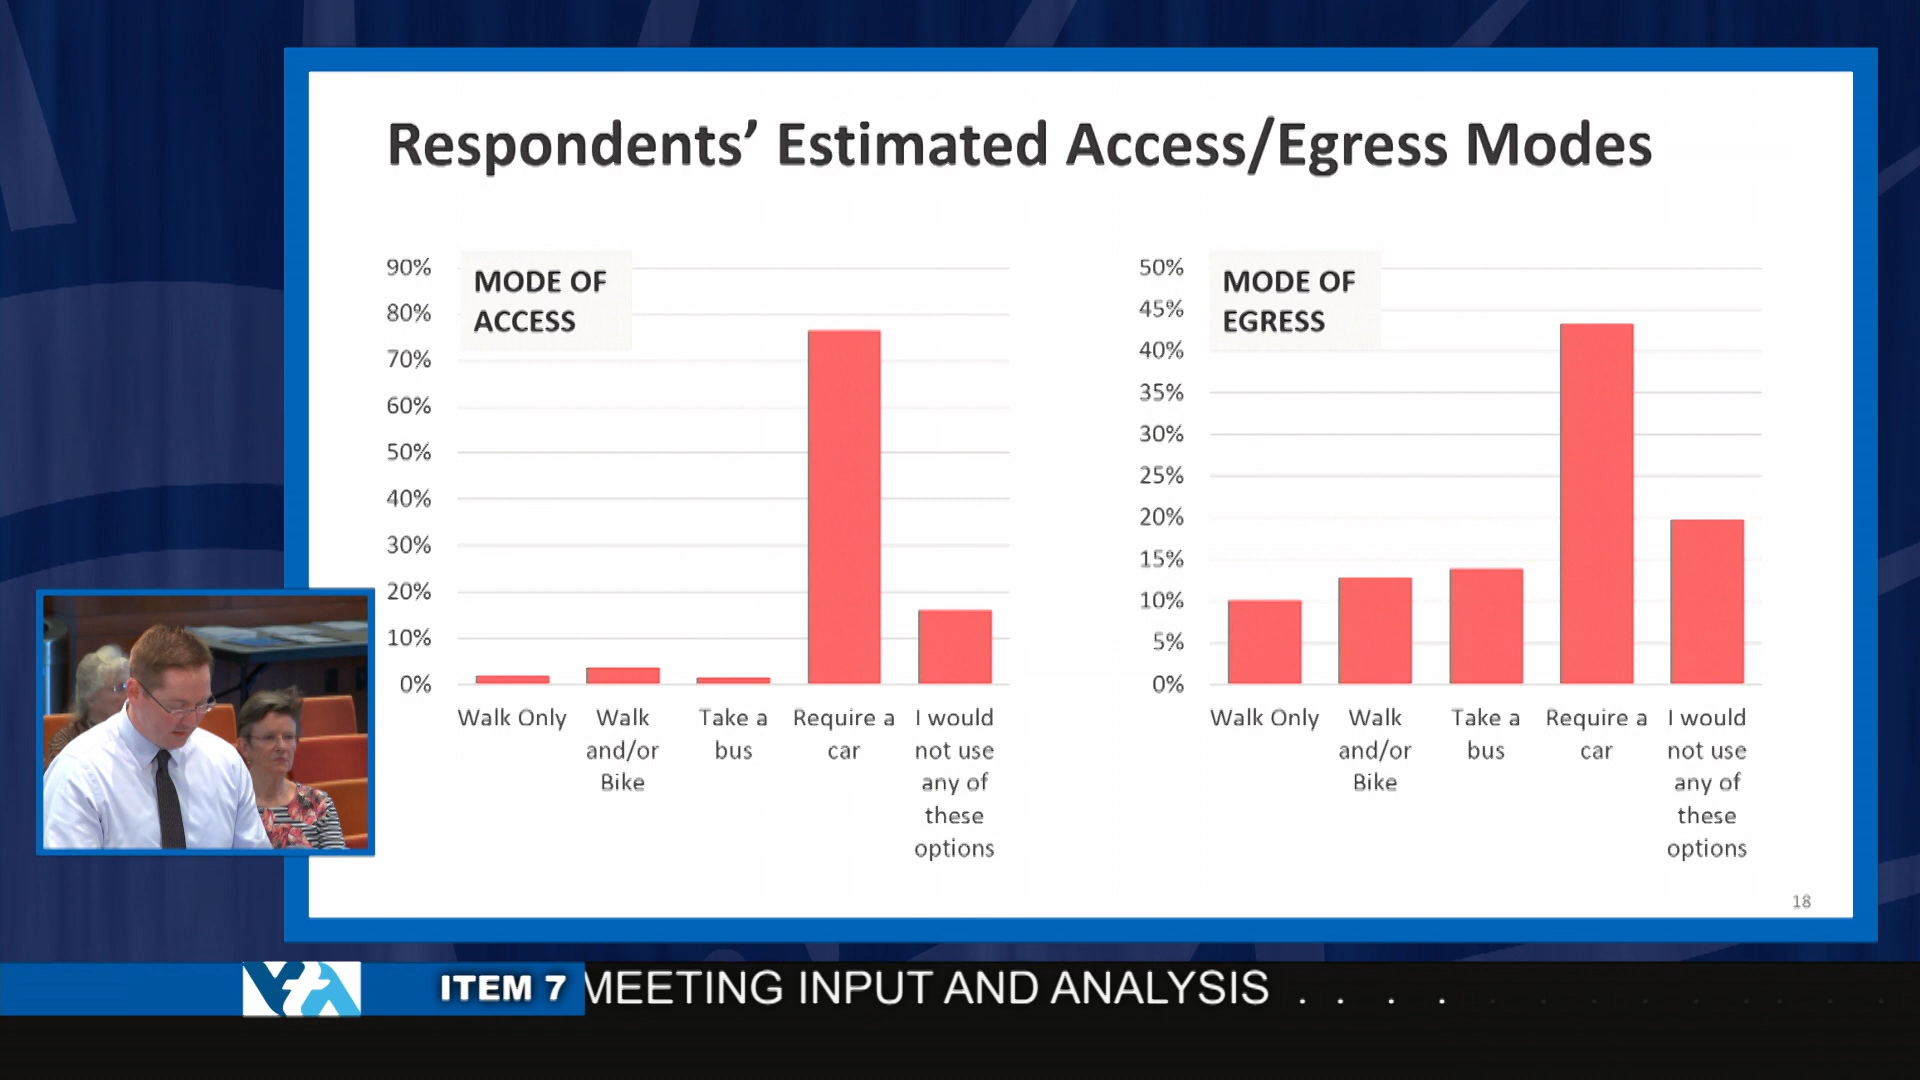 Respondents’ Estimated Access/Egress Modes
MODE OF
ACCESS
90%
80%
70%
60%
50%
40%
30%
20%
10%
0%
Walk Only
Walk
and/or
Bike
Take a
bus
Require a
car
I would
not use
any of
these
options
MODE OF
EGRESS
50%
45%
40%
35%
30%
25%
20%
15%
10%
5%
0%
Walk Only
Walk
and/or
Bike
Take a
bus
Require a
car
I would
not use
any of
these
options
18
VTA
ITEM 7
MEETING INPUT AND ANALYSIS . . . .